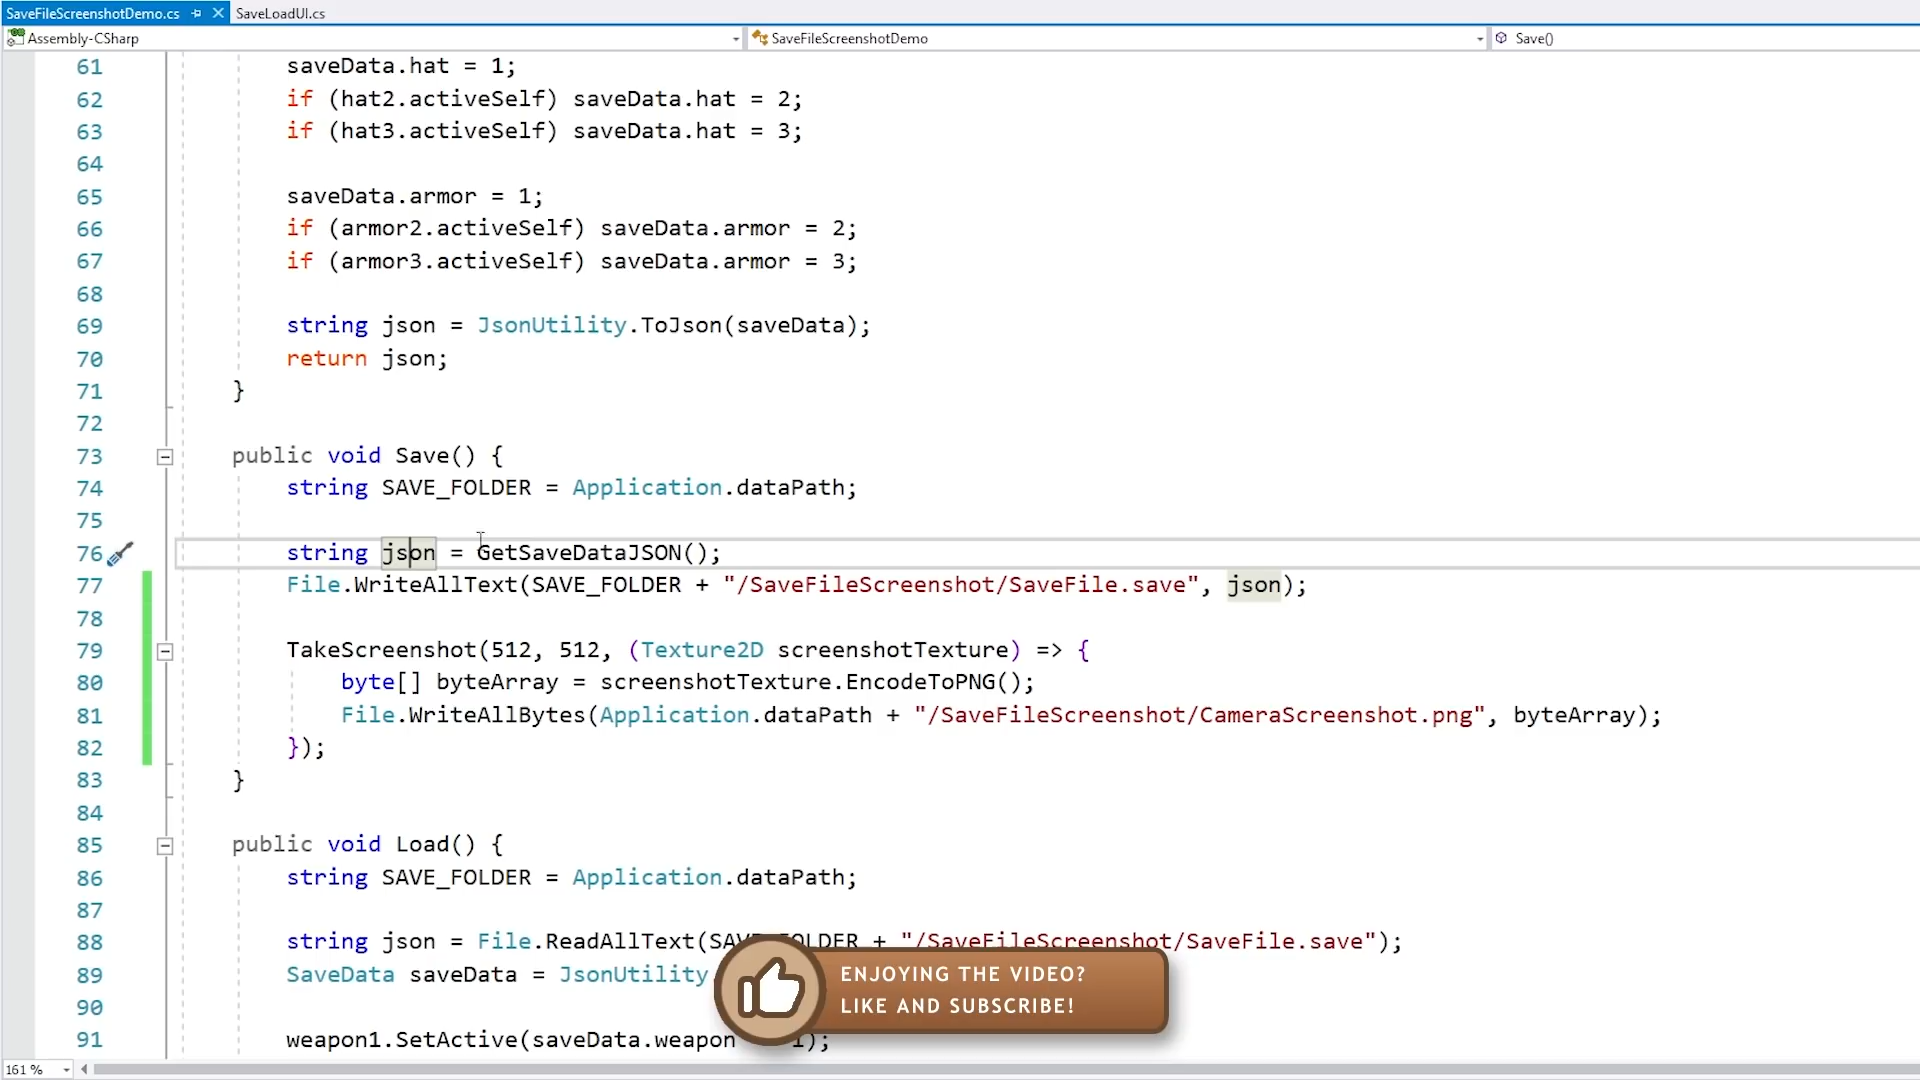 SaveFileScreenshotDemo.cs SaveLoadUI.cs
Assembly-CSharp SaveFileScreenshotDemo Save()
61 saveData.hat = 1;
62 if (hat2.activeSelf) saveData.hat = 2;
63 if (hat3.activeSelf) saveData.hat = 3;
64
65 saveData.armor = 1;
66 if (armor2.activeSelf) saveData.armor = 2;
67 if (armor3.activeSelf) saveData.armor = 3;
68
69 string json = JsonUtility.ToJson(saveData);
70 return json;
71 }
72
73 public void Save() {
74 string SAVE_FOLDER = Application.dataPath;
75
76 string json = GetSaveDataJSON();
77 File.WriteAllText(SAVE_FOLDER + "/SaveFileScreenshot/SaveFile.save", json);
78
79 TakeScreenshot(512, 512, (Texture2D screenshotTexture) => {
80 byte[] byteArray = screenshotTexture.EncodeToPNG();
81 File.WriteAllBytes(Application.dataPath + "/SaveFileScreenshot/CameraScreenshot.png", byteArray);
82 });
83 }
84
85 public void Load() {
86 string SAVE_FOLDER = Application.dataPath;
87
88 string json = File.ReadAllText(SAVE_FOLDER + "/SaveFileScreenshot/SaveFile.save");
89 SaveData saveData = JsonUtility
90
91 weapon1.SetActive(saveData.weapon 1);
ENJOYING THE VIDEO?
LIKE AND SUBSCRIBE!
161 %